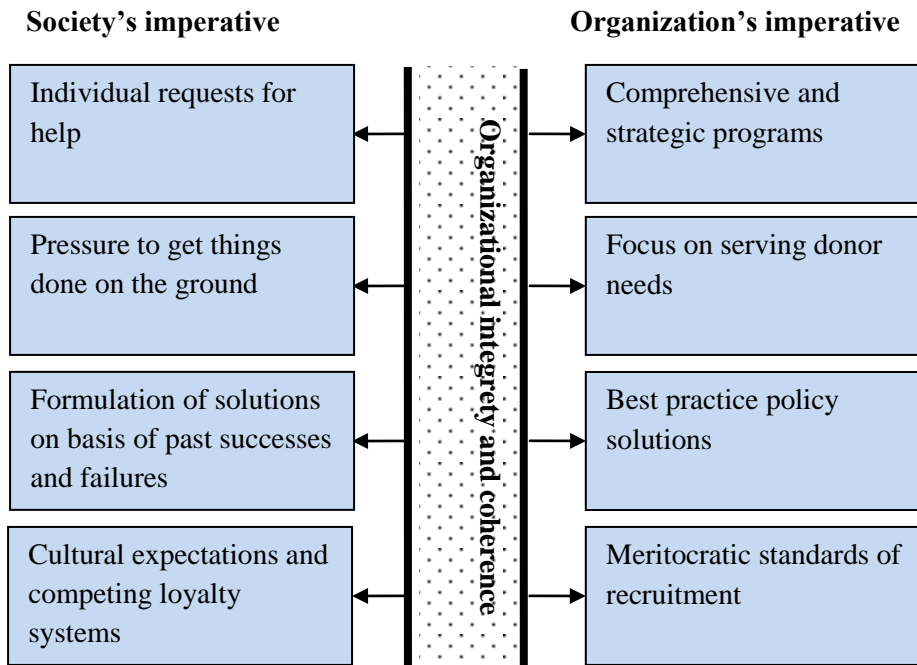 Society’s imperative
Organization’s imperative
Individual requests for
help
Comprehensive and
strategic programs
Pressure to get things
done on the ground
Focus on serving donor
needs
Formulation of solutions
on basis of past successes
and failures
Best practice policy
solutions
Cultural expectations and
competing loyalty
systems
Meritocratic standards of
recruitment
Organizational integrety and coherence